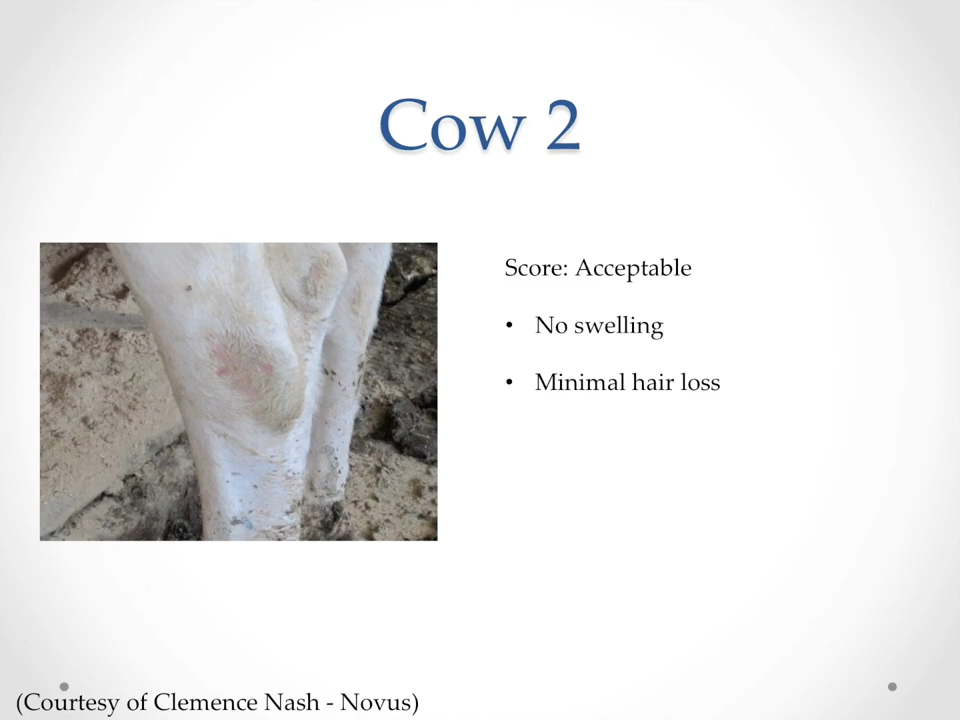 Cow 2
Score: Acceptable
• No swelling
• Minimal hair loss
(Courtesy of Clemence Nash - Novus)